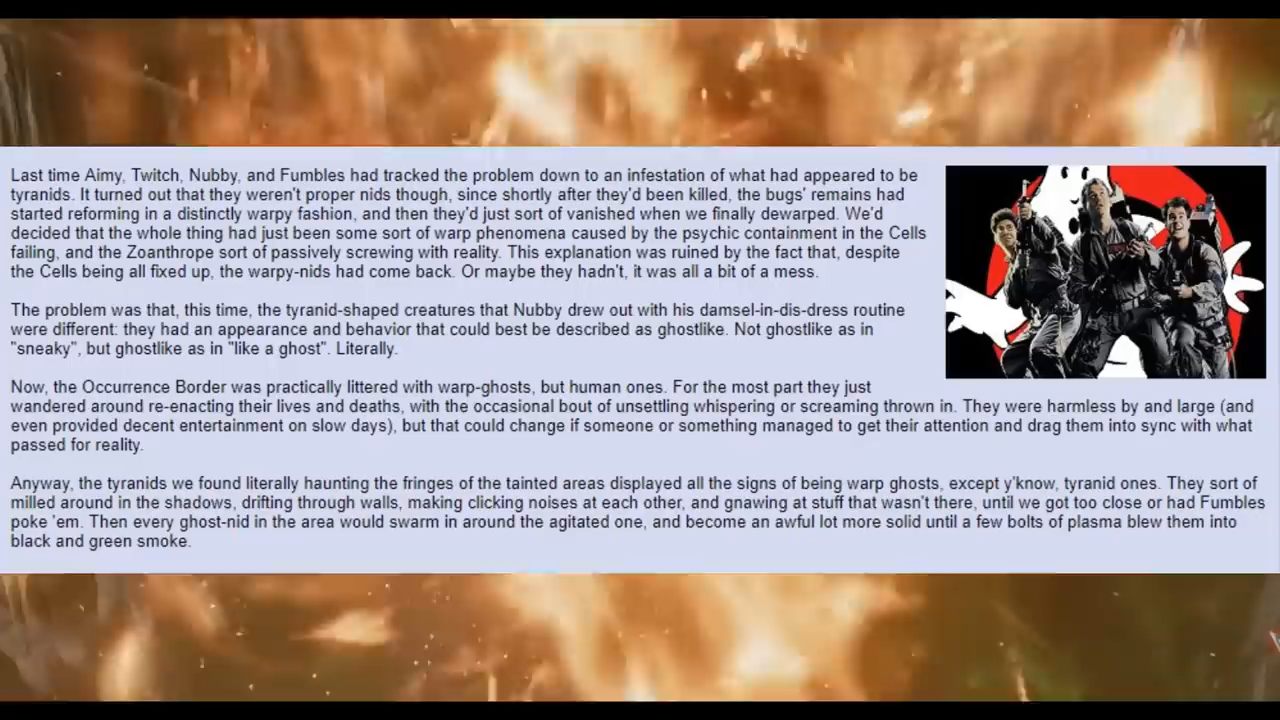 Last time Aimy, Twitch, Nubby, and Fumbles had tracked the problem down to an infestation of what had appeared to be
tyranids. It turned out that they weren't proper nids though, since shortly after they'd been killed, the bugs' remains had
started reforming in a distinctly warpy fashion, and then they'd just sort of vanished when we finally dewarped. We'd
decided that the whole thing had just been some sort of warp phenomena caused by the psychic containment in the Cells
failing, and the Zoanthrope sort of passively screwing with reality. This explanation was ruined by the fact that, despite
the Cells being all fixed up, the warpy-nids had come back. Or maybe they hadn't, it was all a bit of a mess.
The problem was that, this time, the tyranid-shaped creatures that Nubby drew out with his damsel-in-dis-dress routine
were different: they had an appearance and behavior that could best be described as ghostlike. Not ghostlike as in
"sneaky", but ghostlike as in "like a ghost". Literally.
Now, the Occurrence Border was practically littered with warp-ghosts, but human ones. For the most part they just
wandered around re-enacting their lives and deaths, with the occasional bout of unsettling whispering or screaming thrown in. They were harmless by and large (and
even provided decent entertainment on slow days), but that could change if someone or something managed to get their attention and drag them into sync with what
passed for reality.
Anyway, the tyranids we found literally haunting the fringes of the tainted areas displayed all the signs of being warp ghosts, except y'know, tyranid ones. They sort of
milled around in the shadows, drifting through walls, making clicking noises at each other, and gnawing at stuff that wasn't there, until we got too close or had Fumbles
poke 'em. Then every ghost-nid in the area would swarm in around the agitated one, and become an awful lot more solid until a few bolts of plasma blew them into
black and green smoke.